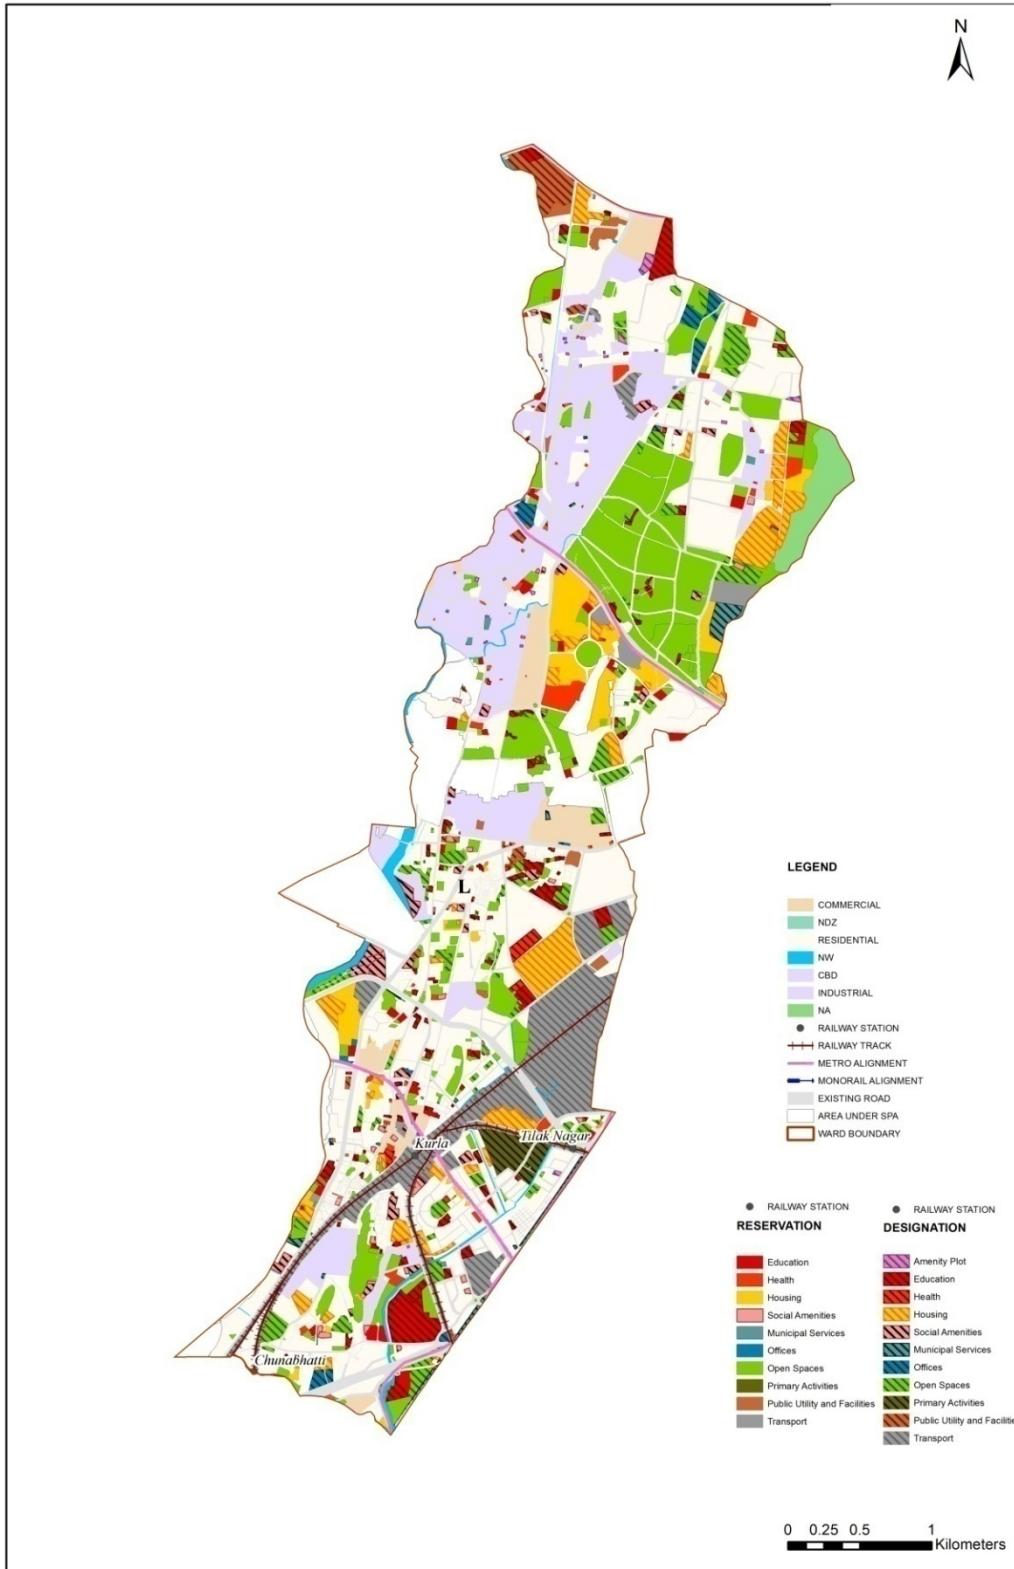 N
L
Kurla
Tilak Nagar
Chunabhatti
LEGEND
COMMERCIAL
NDZ
RESIDENTIAL
NW
CBD
INDUSTRIAL
NA
RAILWAY STATION
RAILWAY TRACK
METRO ALIGNMENT
MONORAIL ALIGNMENT
EXISTING ROAD
AREA UNDER SPA
WARD BOUNDARY
RAILWAY STATION
RESERVATION
Education
Health
Housing
Social Amenities
Municipal Services
Offices
Open Spaces
Primary Activities
Public Utility and Facilities
Transport
RAILWAY STATION
DESIGNATION
Amenity Plot
Education
Health
Housing
Social Amenities
Municipal Services
Offices
Open Spaces
Primary Activities
Public Utility and Faciliti
Transport
0 0.25 0.5 1
Kilometers